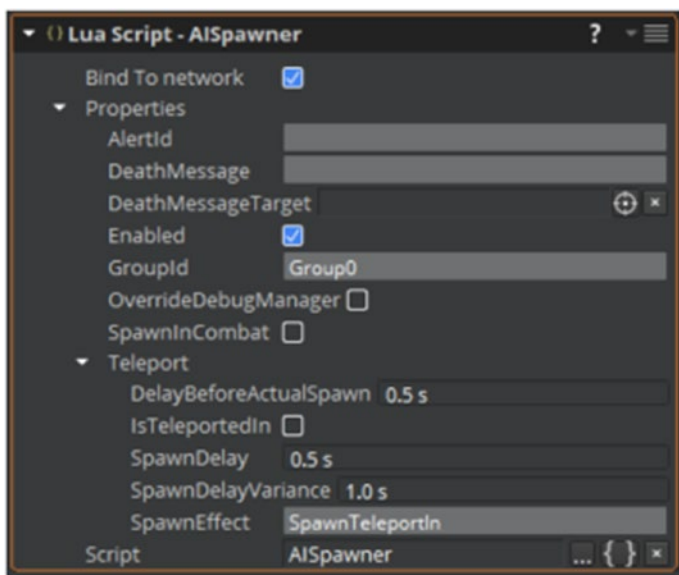 Lua Script - AISpawner ?
Bind To network
Properties
AlertId
DeathMessage
DeathMessageTarget
Enabled
GroupId Group0
OverrideDebugManager
SpawnInCombat
Teleport
DelayBeforeActualSpawn 0.5 s
IsTeleportedIn
SpawnDelay 0.5 s
SpawnDelayVariance 1.0 s
SpawnEffect SpawnTeleportIn
Script AISpawner ... { }